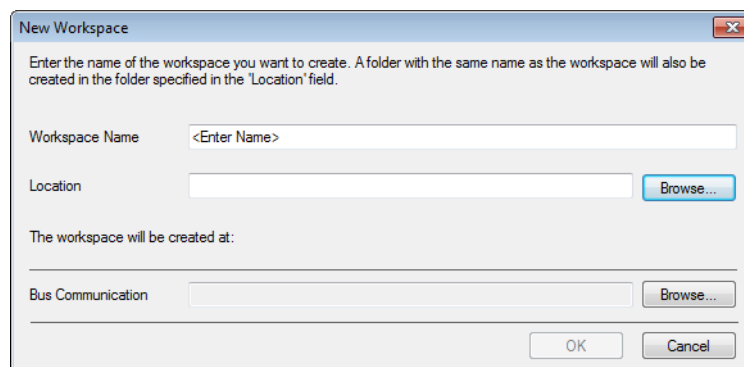 New Workspace
Enter the name of the workspace you want to create. A folder with the same name as the workspace will also be
created in the folder specified in the 'Location' field.
Workspace Name <Enter Name>
Location Browse...
The workspace will be created at:
Bus Communication Browse...
OK Cancel